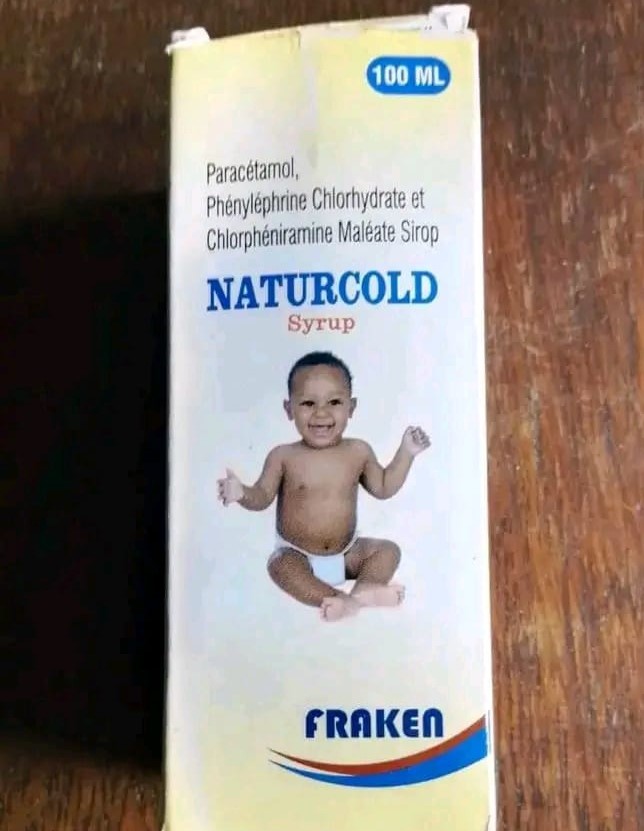 100 ML
Paracétamol,
Phényléphrine Chlorhydrate et
Chlorphéniramine Maléate Sirop
NATURCOLD
Syrup
FRAKEN